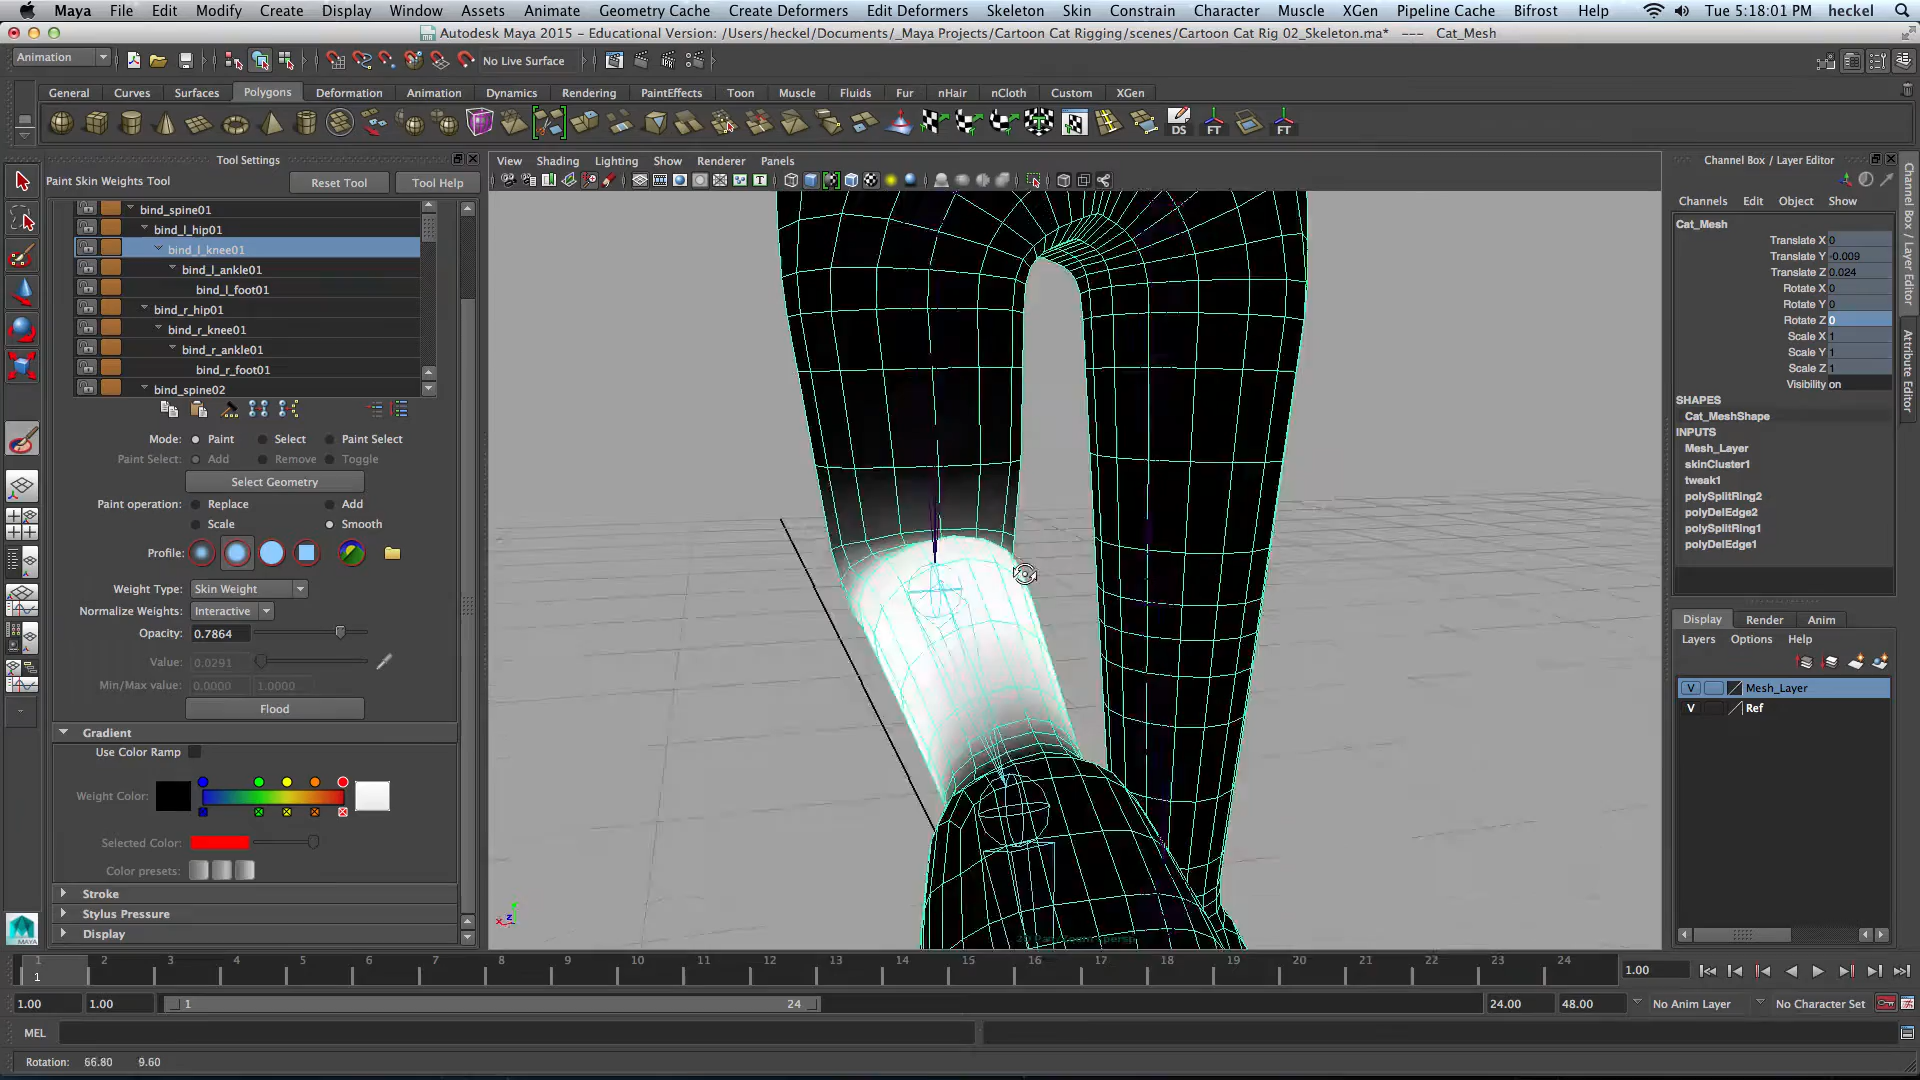 Maya File Edit Modify Create Display Window Assets Animate Geometry Cache Create Deformers Edit Deformers Skeleton Skin Constrain Character Muscle XGen Pipeline Cache Bifrost Help Tue 5:18:01 PM heckel
Autodesk Maya 2015 - Educational Version: /Users/heckel/Documents/_Maya Projects/Cartoon Cat Rigging/scenes/Cartoon Cat Rig 02_Skeleton.ma* --- Cat_Mesh
Animation No Live Surface
General Curves Surfaces Polygons Deformation Animation Dynamics Rendering PaintEffects Toon Muscle Fluids Fur nHair nCloth Custom XGen
DS FT FT
Tool Settings
Paint Skin Weights Tool Reset Tool Tool Help
bind_spine01
bind_l_hip01
bind_l_knee01
bind_l_ankle01
bind_l_foot01
bind_r_hip01
bind_r_knee01
bind_r_ankle01
bind_r_foot01
bind_spine02
Mode: Paint Select Paint Select
Paint Select: Add Remove Toggle
Select Geometry
Paint operation: Replace Add
Scale Smooth
Profile:
Weight Type: Skin Weight
Normalize Weights: Interactive
Opacity: 0.7864
Value: 0.0291
Min/Max value: 0.0000 1.0000
Flood
Gradient
Use Color Ramp
Weight Color:
Selected Color:
Color presets:
Stroke
Stylus Pressure
Display
MAYA
View Shading Lighting Show Renderer Panels
Channel Box / Layer Editor
Channels Edit Object Show
Cat_Mesh
Translate X 0
Translate Y -0.009
Translate Z 0.024
Rotate X 0
Rotate Y 0
Rotate Z 0
Scale X 1
Scale Y 1
Scale Z 1
Visibility on
SHAPES
Cat_MeshShape
INPUTS
Mesh_Layer
skinCluster1
tweak1
polySplitRing2
polyDelEdge2
polySplitRing1
polyDelEdge1
Display Render Anim
Layers Options Help
V Mesh_Layer
V Ref
Channel Box / Layer Editor
Attribute Editor
1 2 3 4 5 6 7 8 9 10 11 12 13 14 15 16 17 18 19 20 21 22 23 24
1 1.00
1.00 1.00 1 24 24.00 48.00 No Anim Layer No Character Set
MEL
Rotation: 66.80 9.60